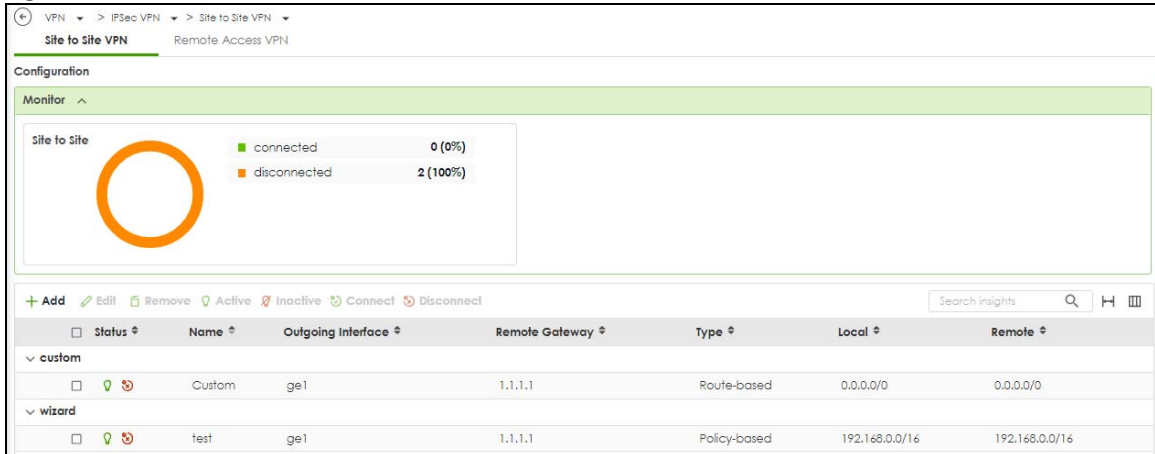 VPN > IPSec VPN > Site to Site VPN
Site to Site VPN Remote Access VPN
Configuration
Monitor
Site to Site
connected 0 (0%)
disconnected 2 (100%)
+ Add Edit Remove Active Inactive Connect Disconnect Search insights
Status Name Outgoing Interface Remote Gateway Type Local Remote
custom
Custom ge1 1.1.1.1 Route-based 0.0.0.0/0 0.0.0.0/0
wizard
test ge1 1.1.1.1 Policy-based 192.168.0.0/16 192.168.0.0/16